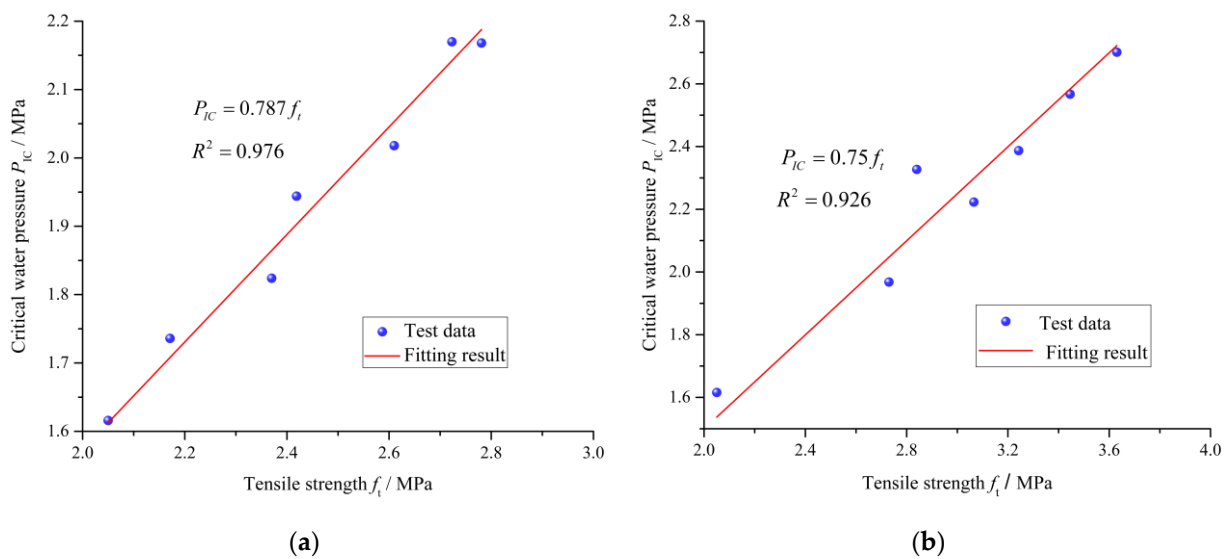 2.2
2.1
2.0
1.9
1.8
1.7
1.6
2.0 2.2 2.4 2.6 2.8 3.0
Critical water pressure P_IC / MPa
Tensile strength f_t / MPa
P_IC = 0.787 f_t
R² = 0.976
Test data
Fitting result
(a)
2.8
2.6
2.4
2.2
2.0
1.8
1.6
2.0 2.4 2.8 3.2 3.6 4.0
Critical water pressure P_IC / MPa
Tensile strength f_t / MPa
P_IC = 0.75 f_t
R² = 0.926
Test data
Fitting result
(b)